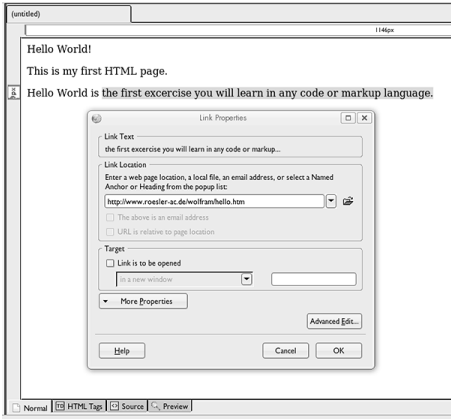 (untitled)
1146px
Hello World!
This is my first HTML page.
Hello World is the first excercise you will learn in any code or markup language.
Link Properties
Link Text
the first excercise you will learn in any code or markup...
Link Location
Enter a web page location, a local file, an email address, or select a Named
Anchor or Heading from the popup list:
http://www.roesler-ac.de/wolfram/hello.htm
The above is an email address
URL is relative to page location
Target
Link is to be opened
in a new window
More Properties
Advanced Edit...
Help Cancel OK
Normal HTML Tags Source Preview